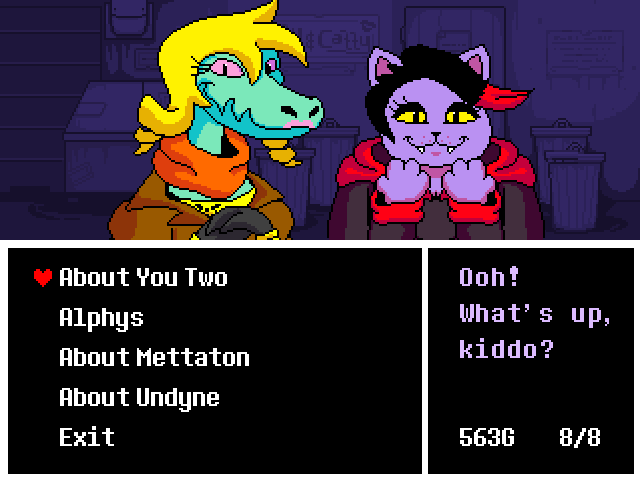 About You Two
Alphys
About Mettaton
About Undyne
Exit
Ooh!
What's up,
kiddo?
563G 8/8